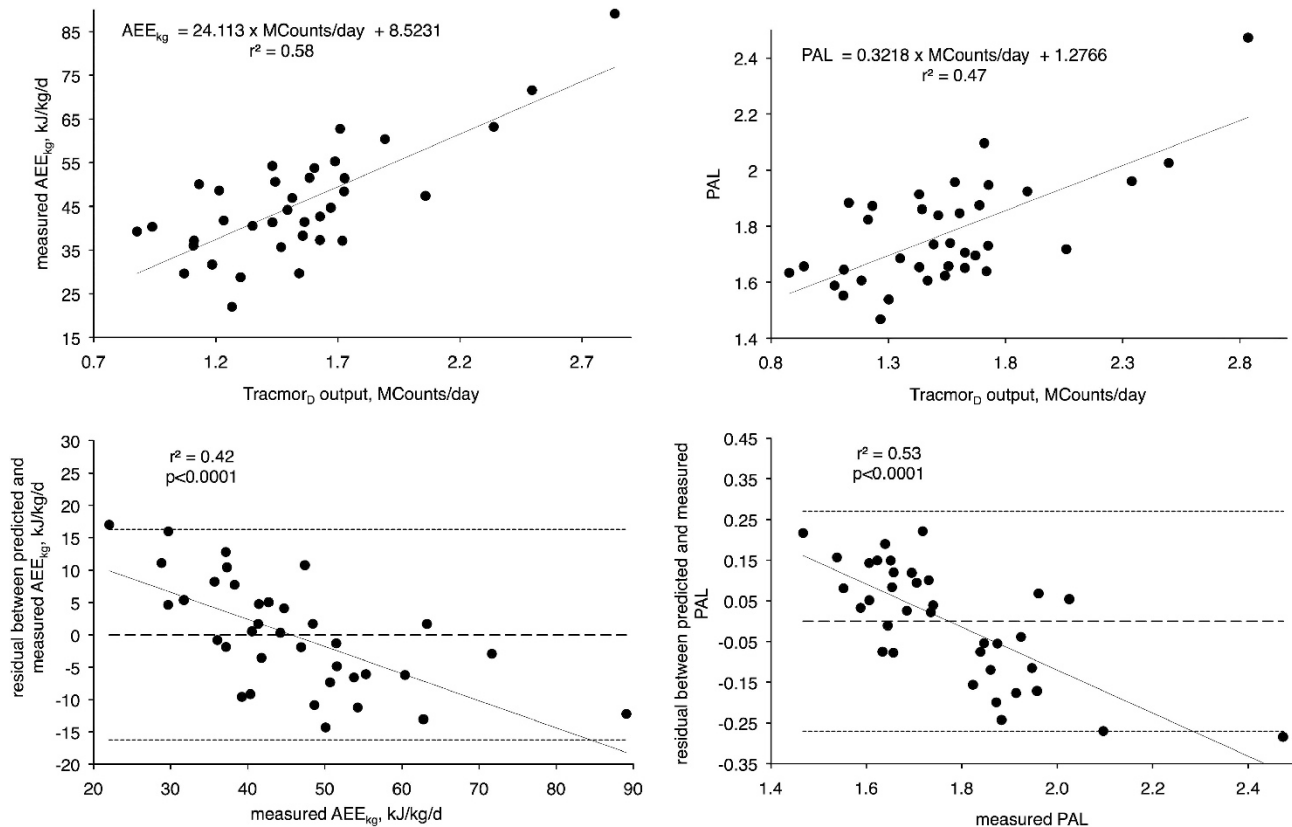 AEEkg = 24.113 x MCounts/day + 8.5231
r² = 0.58
measured AEEkg, kJ/kg/d
85
75
65
55
45
35
25
15
0.7 1.2 1.7 2.2 2.7
TracmorD output, MCounts/day
PAL = 0.3218 x MCounts/day + 1.2766
r² = 0.47
PAL
2.4
2.2
2
1.8
1.6
1.4
0.8 1.3 1.8 2.3 2.8
TracmorD output, MCounts/day
r² = 0.42
p<0.0001
residual between predicted and
measured AEEkg, kJ/kg/d
30
25
20
15
10
5
0
-5
-10
-15
-20
20 30 40 50 60 70 80 90
measured AEEkg, kJ/kg/d
r² = 0.53
p<0.0001
residual between predicted and measured
PAL
0.45
0.35
0.25
0.15
0.05
-0.05
-0.15
-0.25
-0.35
1.4 1.6 1.8 2 2.2 2.4
measured PAL